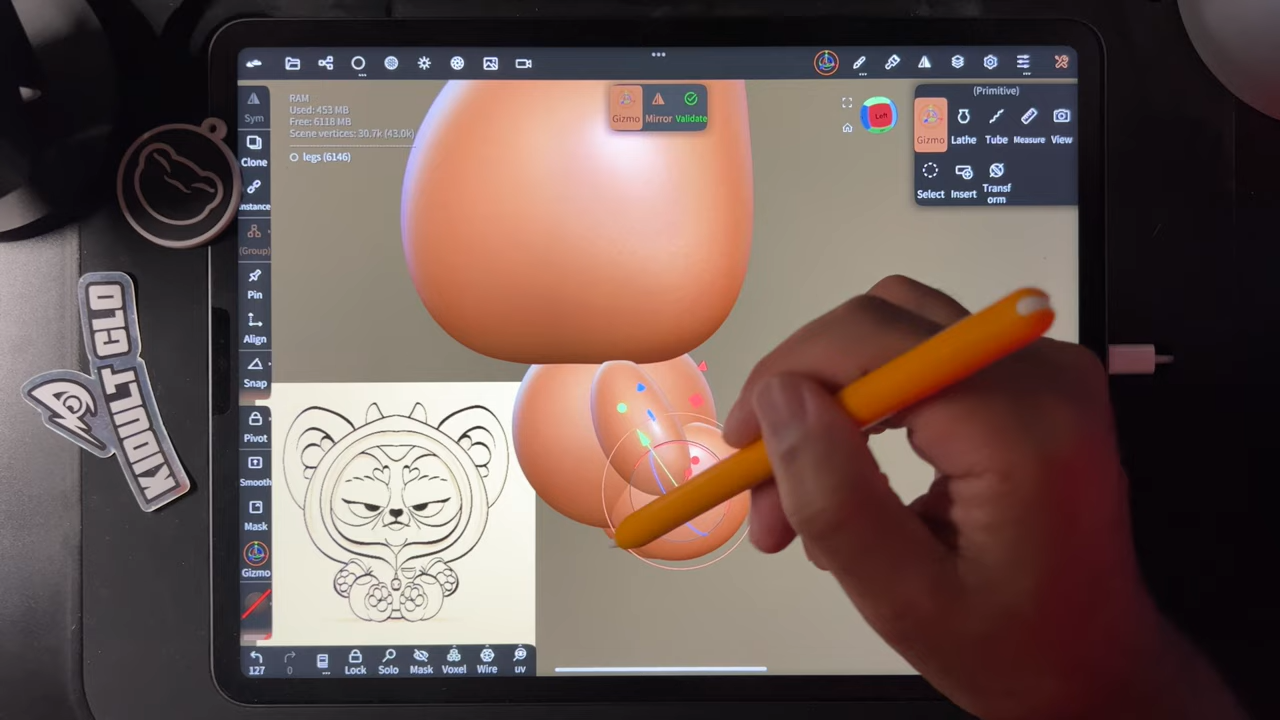 RAM
Used: 453 MB
Free: 6118 MB
Scene vertices: 30.7k (43.0k)
legs (6146)
Gizmo
Mirror
Validate
Left
(Primitive)
Gizmo
Lathe
Tube
Measure
View
Select
Insert
Transf
orm
Sym
Clone
Instance
(Group)
Pin
Align
Snap
Pivot
Smooth
Mask
Gizmo
127
0
Lock
Solo
Mask
Voxel
Wire
uv
KIDULT CLO